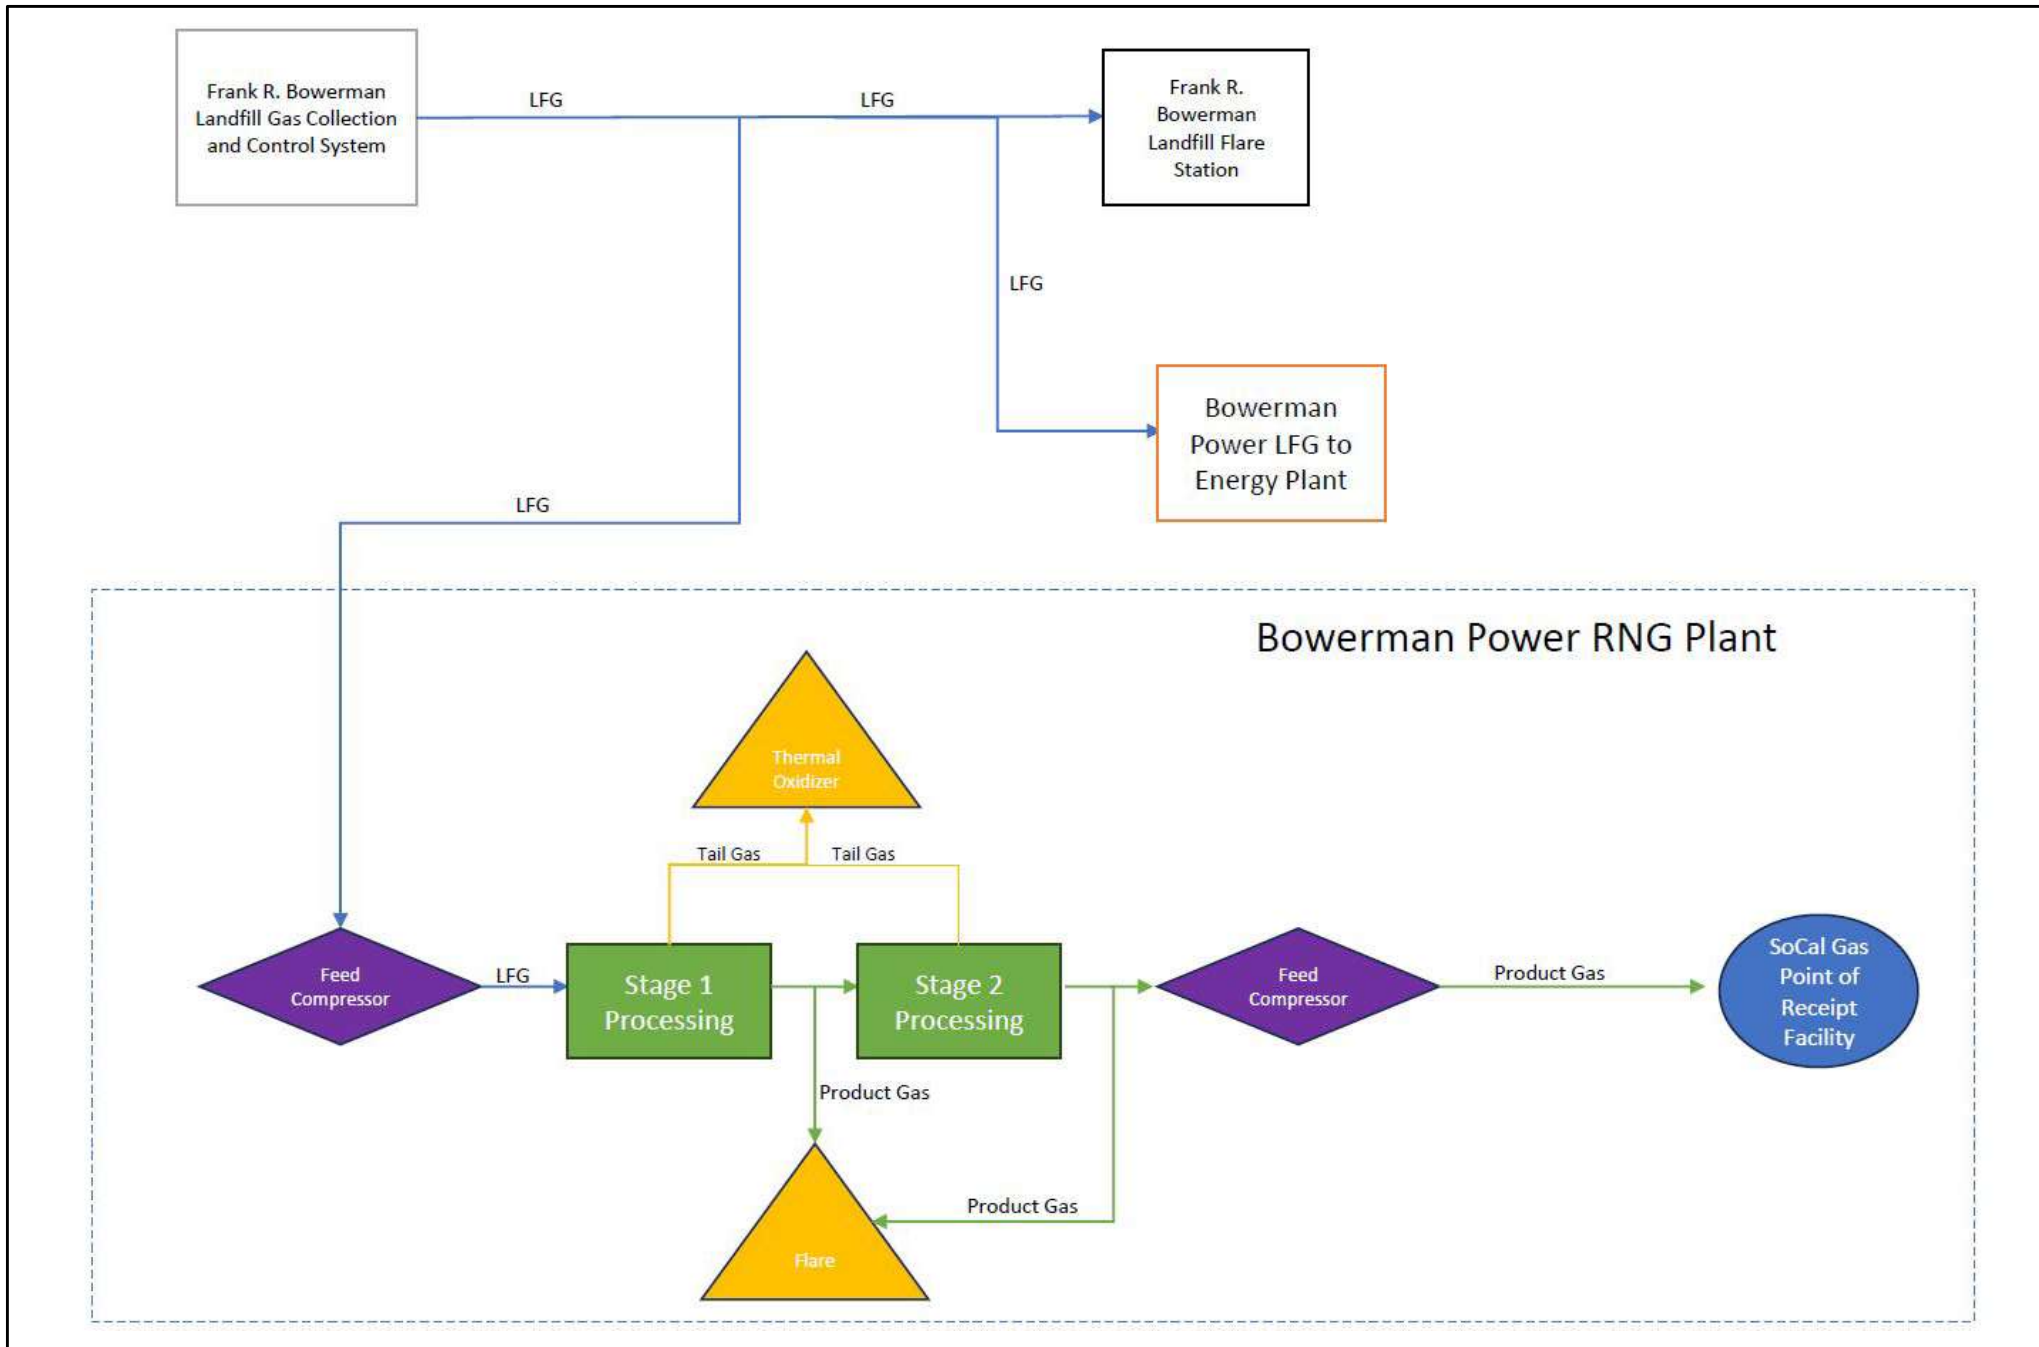 Frank R. Bowerman
Landfill Gas Collection
and Control System
LFG
LFG
Frank R.
Bowerman
Landfill Flare
Station
LFG
Bowerman
Power LFG to
Energy Plant
LFG
Bowerman Power RNG Plant
Thermal
Oxidizer
Tail Gas
Tail Gas
Feed
Compressor
LFG
Stage 1
Processing
Stage 2
Processing
Feed
Compressor
Product Gas
SoCal Gas
Point of
Receipt
Facility
Product Gas
Product Gas
Flare